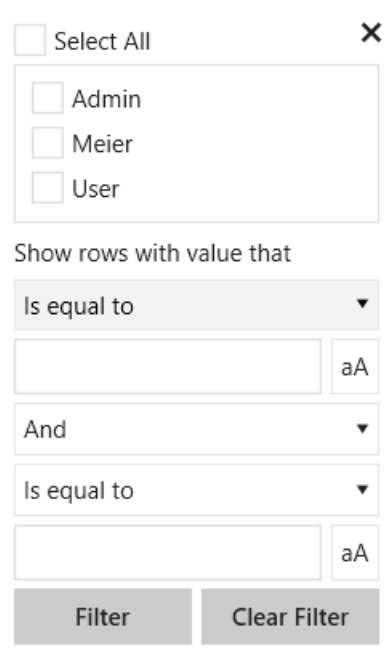 Select All
Admin
Meier
User
Show rows with value that
Is equal to
aA
And
Is equal to
aA
Filter Clear Filter